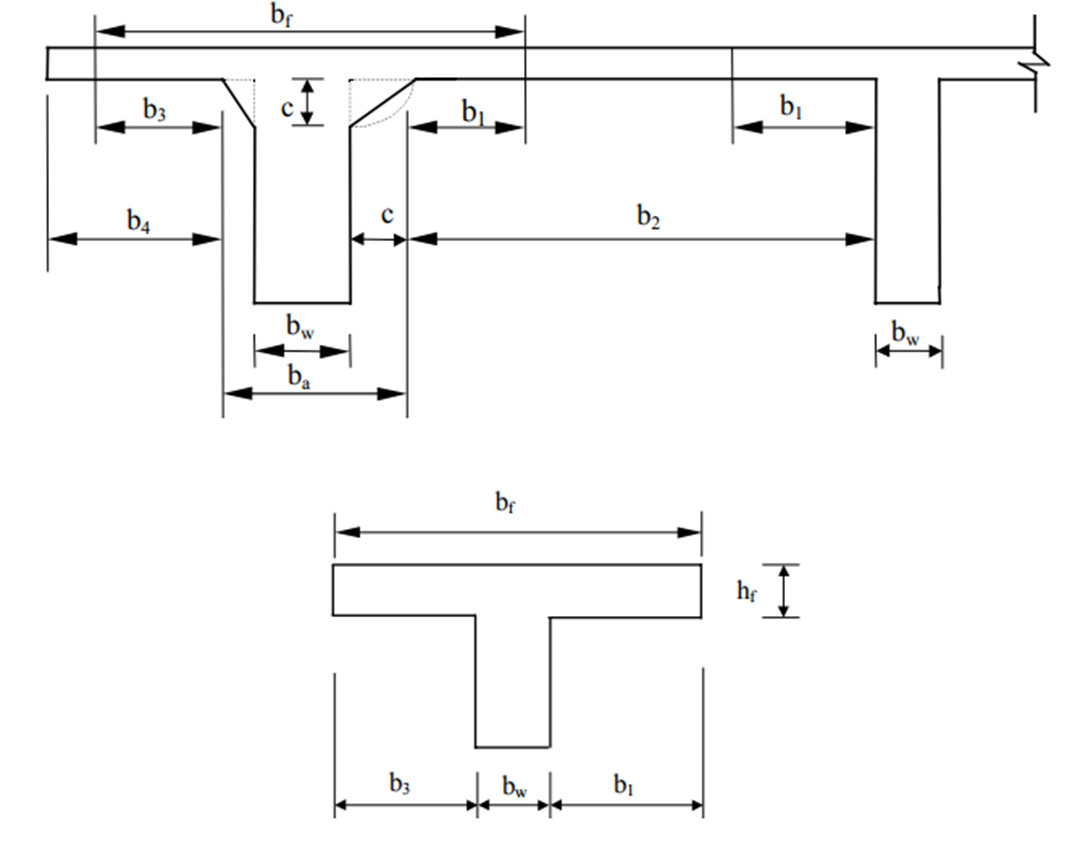 b_f
b_3 c b_1 b_1
b_4 c b_2
b_w b_w
b_a
b_f
h_f
b_3 b_w b_1